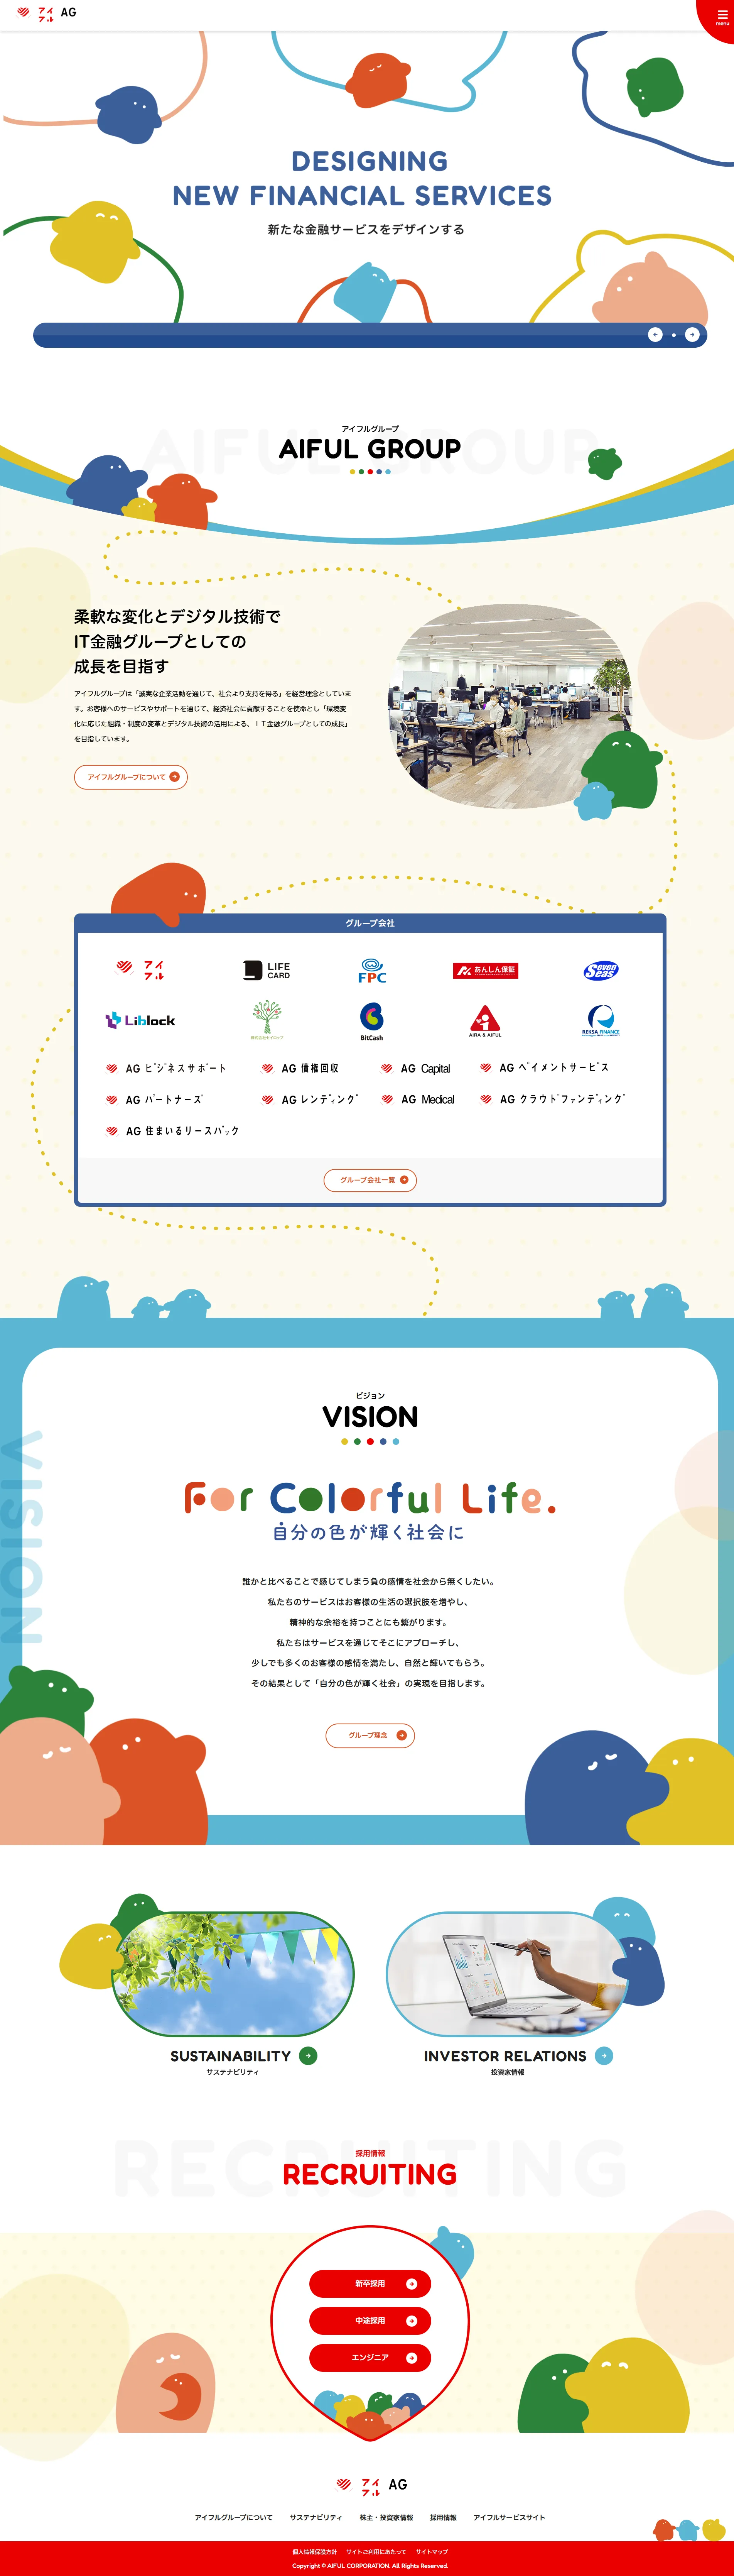 アイフル AG
menu
DESIGNING
NEW FINANCIAL SERVICES
新たな金融サービスをデザインする
AIFUL GROUP
アイフルグループ
AIFUL GROUP
柔軟な変化とデジタル技術で
IT金融グループとしての
成長を目指す
アイフルグループは「誠実な企業活動を通じて、社会より支持を得る」を経営理念としていま
す。お客様へのサービスやサポートを通じて、経済社会に貢献することを使命とし「環境変
化に応じた組織・制度の変革とデジタル技術の活用による、ＩＴ金融グループとしての成長」
を目指しています。
アイフルグループについて
グループ会社
アイフル
LIFE CARD
FPC
あんしん保証
Seven Seas
Liblock
BitCash
AIRA & AIFUL
REKSA FINANCE
AG ビジネスサポート
AG 債権回収
AG Capital
AG ペイメントサービス
AG パートナーズ
AG レンディング
AG Medical
AG クラウドファンディング
AG 住まいるリースバック
グループ会社一覧
VISION
ビジョン
VISION
For Colorful Life.
自分の色が輝く社会に
誰かと比べることで感じてしまう負の感情を社会から無くしたい。
私たちのサービスはお客様の生活の選択肢を増やし、
精神的な余裕を持つことにも繋がります。
私たちはサービスを通じてそこにアプローチし、
少しでも多くのお客様の感情を満たし、自然と輝いてもらう。
その結果として「自分の色が輝く社会」の実現を目指します。
グループ理念
SUSTAINABILITY
サステナビリティ
INVESTOR RELATIONS
投資家情報
RECRUITING
採用情報
RECRUITING
新卒採用
中途採用
エンジニア
アイフル AG
アイフルグループについて サステナビリティ 株主・投資家情報 採用情報 アイフルサービスサイト
個人情報保護方針 サイトご利用にあたって サイトマップ
Copyright © AIFUL CORPORATION. All Rights Reserved.